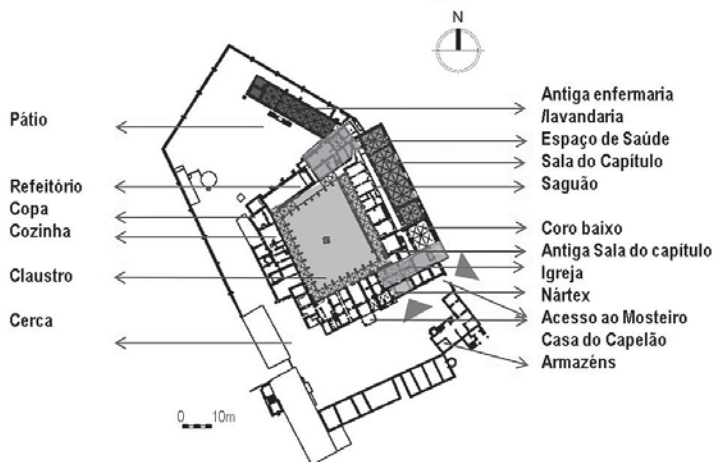 N
Pátio
Refeitório
Copa
Cozinha
Claustro
Cerca
0 10m
Antiga enfermaria
/lavandaria
Espaço de Saúde
Sala do Capítulo
Saguão
Coro baixo
Antiga Sala do capítulo
Igreja
Nártex
Acesso ao Mosteiro
Casa do Capelão
Armazéns